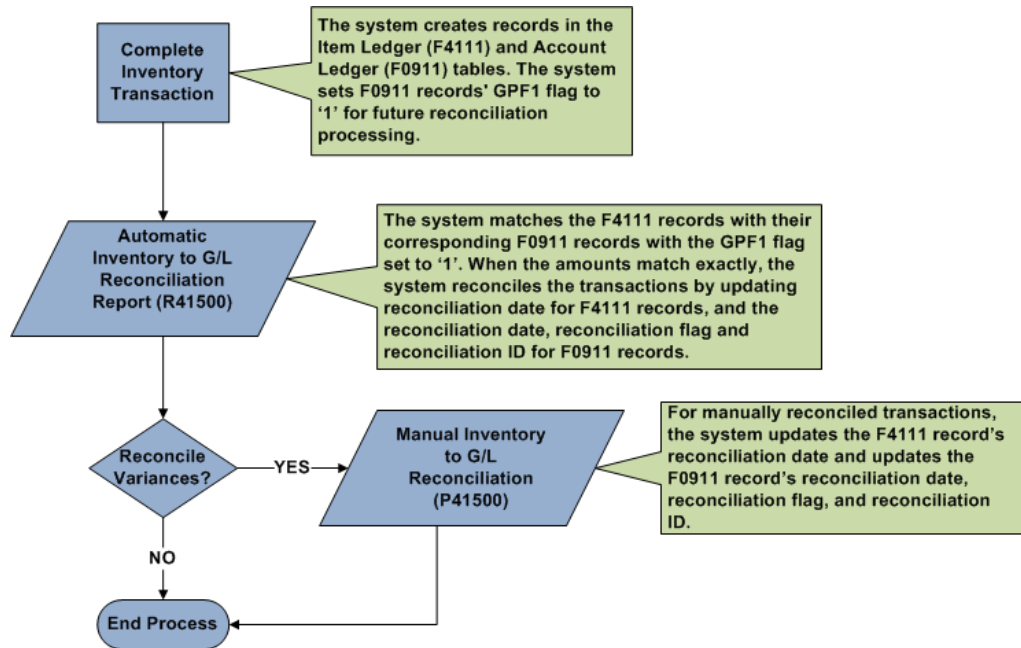 Complete
Inventory
Transaction
The system creates records in the
Item Ledger (F4111) and Account
Ledger (F0911) tables. The system
sets F0911 records' GPF1 flag to
‘1’ for future reconciliation
processing.
Automatic
Inventory to G/L
Reconciliation
Report (R41500)
The system matches the F4111 records with their
corresponding F0911 records with the GPF1 flag
set to ‘1’. When the amounts match exactly, the
system reconciles the transactions by updating
reconciliation date for F4111 records, and the
reconciliation date, reconciliation flag and
reconciliation ID for F0911 records.
Reconcile
Variances?
YES
Manual Inventory
to G/L
Reconciliation
(P41500)
For manually reconciled transactions,
the system updates the F4111 record’s
reconciliation date and updates the
F0911 record’s reconciliation date,
reconciliation flag, and reconciliation
ID.
NO
End Process